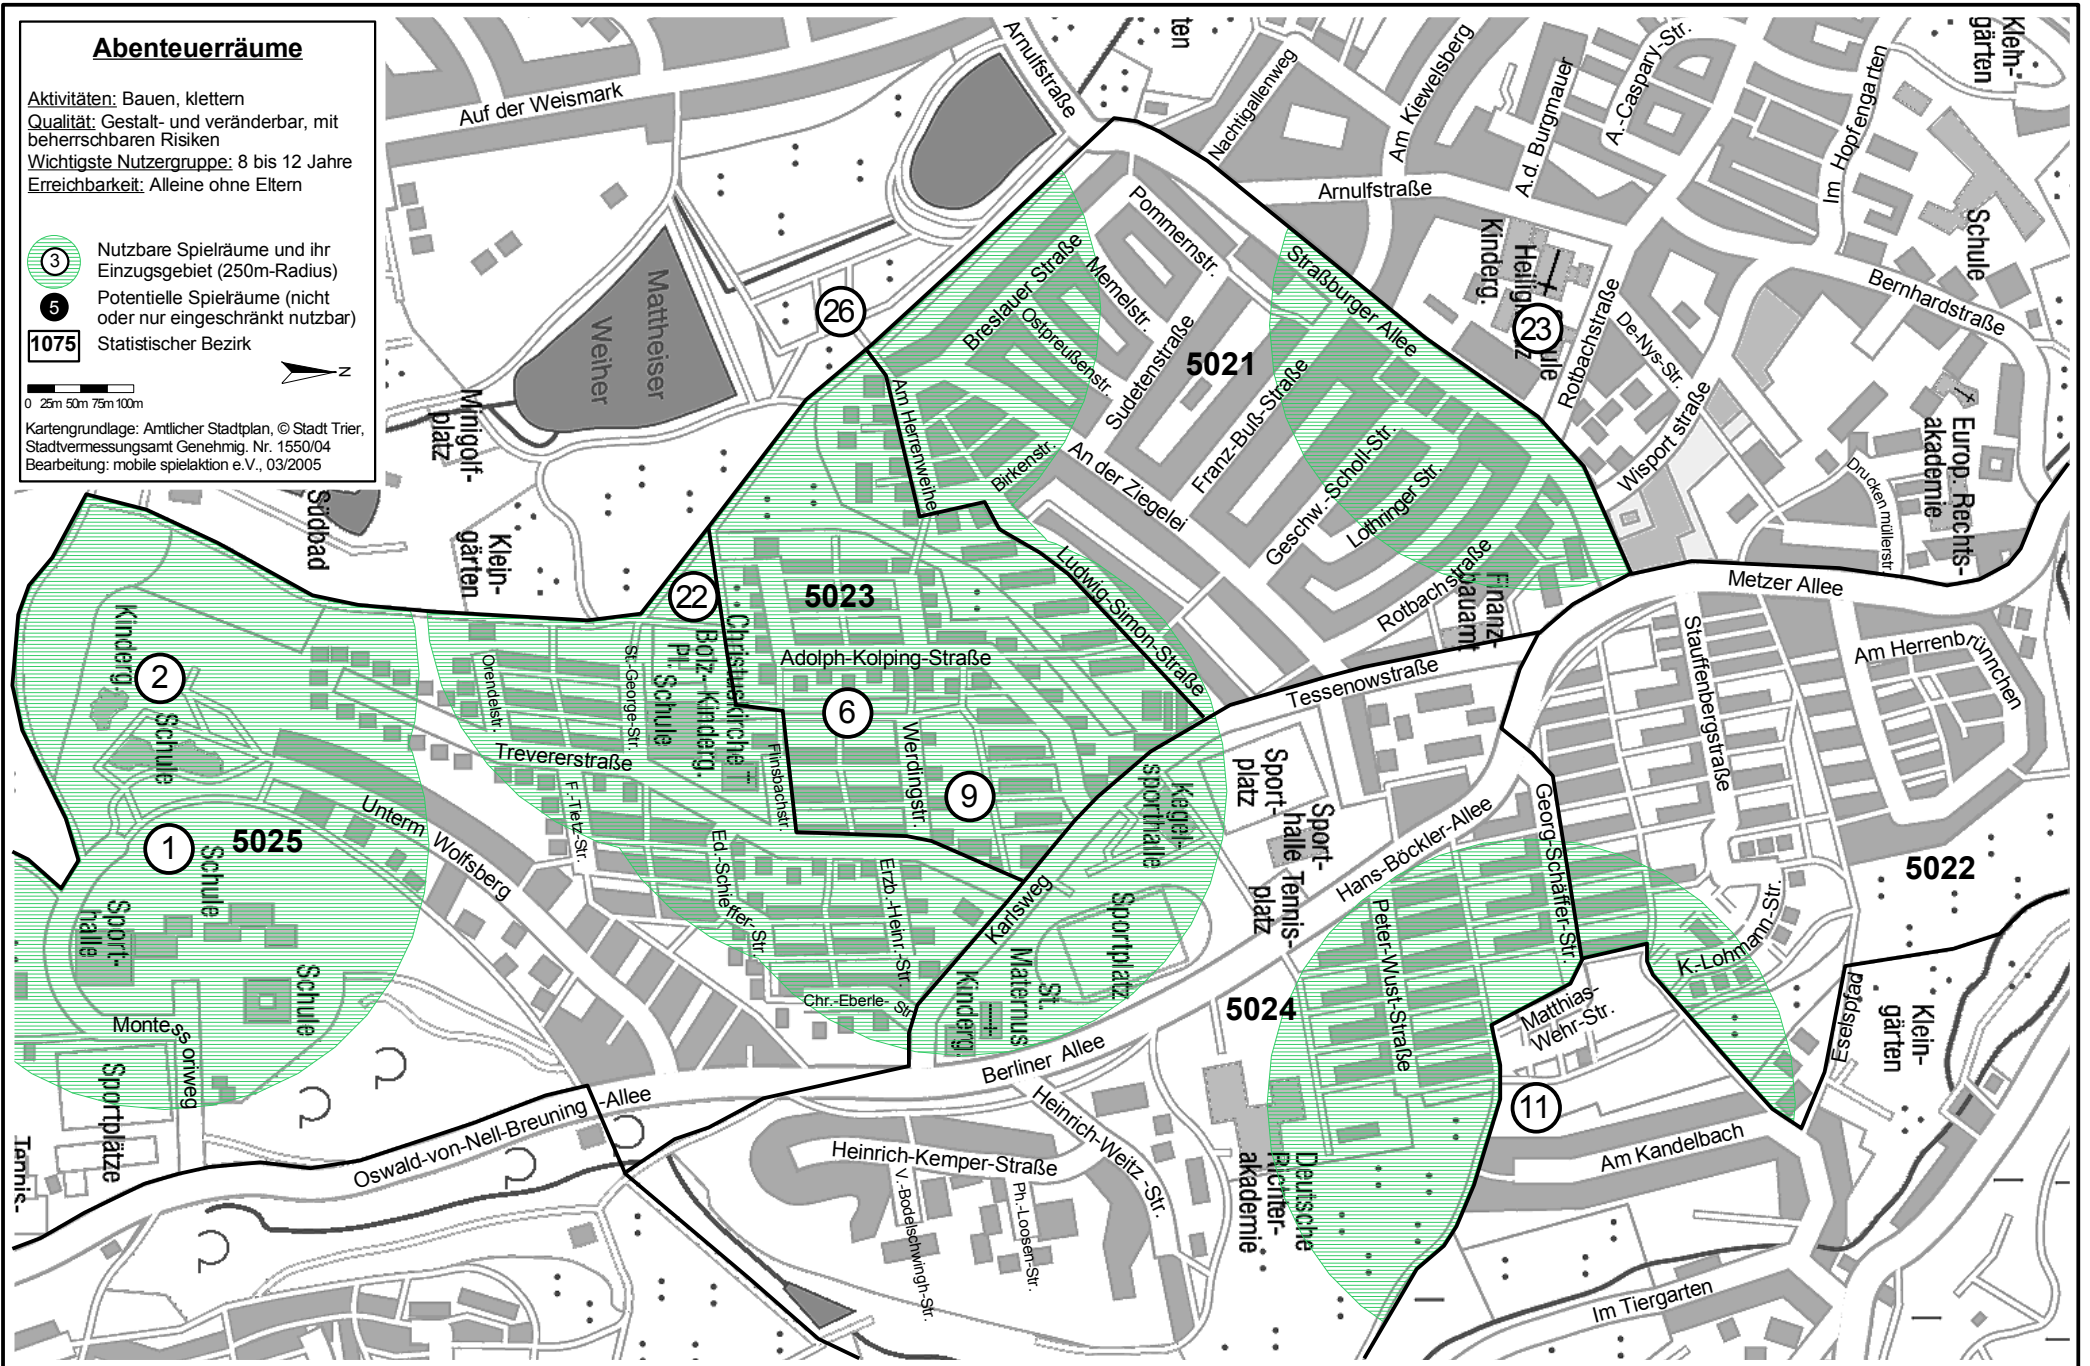 Abenteuerräume
Aktivitäten: Bauen, klettern
Qualität: Gestalt- und veränderbar, mit
beherrschbaren Risiken
Wichtigste Nutzergruppe: 8 bis 12 Jahre
Erreichbarkeit: Alleine ohne Eltern
3
Nutzbare Spielräume und ihr
Einzugsgebiet (250m-Radius)
5
Potentielle Spielräume (nicht
oder nur eingeschränkt nutzbar)
1075
Statistischer Bezirk
N
0 25m 50m 75m 100m
Kartengrundlage: Amtlicher Stadtplan, © Stadt Trier,
Stadtvermessungsamt Genehmig. Nr. 1550/04
Bearbeitung: mobile spielaktion e.V., 03/2005
Auf der Weismark
Arnulfstraße
ten
Nachtigallenweg
Am Kiewelsberg
A.d. Burgmauer
A.-Caspary-Str.
Im Hopfengarten
Klein-
gärten
Arnulfstraße
Schule
Bernhardstraße
Kinderg.
23
Rotbachstraße
De-Nys-Str.
Wisport straße
Europ. Rechts-
akademie
Drucken müllerstr.
Mattheiser
Weiher
26
Minigolf-
platz
Südbad
Klein-
gärten
Pommernstr.
Breslauer Straße
Memelstr.
Ostpreußenstr.
Sudetenstraße
5021
Straßburger Allee
Franz-Buß-Straße
Geschw.-Scholl-Str.
Lothringer Str.
Am Herrenweiher
Birkenstr.
An der Ziegelei
Ludwig-Simon-Straße
Rotbachstraße
Finanz-
bauamt
Metzer Allee
Am Herrenbrünnchen
Stauffenbergstraße
Tessenowstraße
22
5023
Christuskirche
Bolz-
Pl.
Kinderg.
Schule
Adolph-Kolping-Straße
6
Werdingstr.
9
Flinsbachstr.
Kinderg.
2
Schule
Orendelstr.
St.-George-Str.
Trevererstraße
F.-Tietz-Str.
Unterm Wolfsberg
Ed.-Schieffer-Str.
Erzb.-Heinr.-Str.
Chr.-Eberle-Str.
1
5025
Schule
Sport-
halle
Schule
Montessoriweg
Sportplätze
Tennis-
Karlsweg
Kegel-
sporthalle
Sport-
platz
Sport-
halle
Tennis-
platz
Sportplatz
St.
Maternus
Kinderg.
Hans-Böckler-Allee
Georg-Schäffer-Str.
Peter-Wust-Straße
5024
5022
K.-Lohmann-Str.
Matthias-
Wehr-Str.
Eselspfad
Klein-
gärten
11
Am Kandelbach
Im Tiergarten
Deutsche
Richter-
akademie
Berliner Allee
Oswald-von-Nell-Breuning -Allee
Heinrich-Weitz -Str.
Heinrich-Kemper-Straße
V.-Bodelschwingh-Str.
Ph.-Loosen-Str.